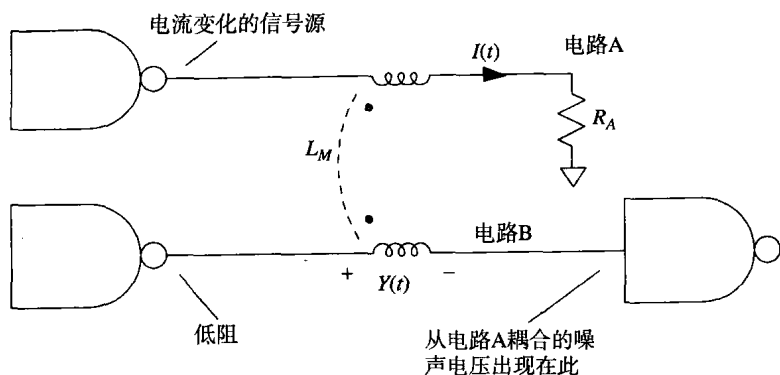 电流变化的信号源
I(t)
电路A
R_A
L_M
电路B
+ Y(t) −
低阻
从电路A耦合的噪
声电压出现在此